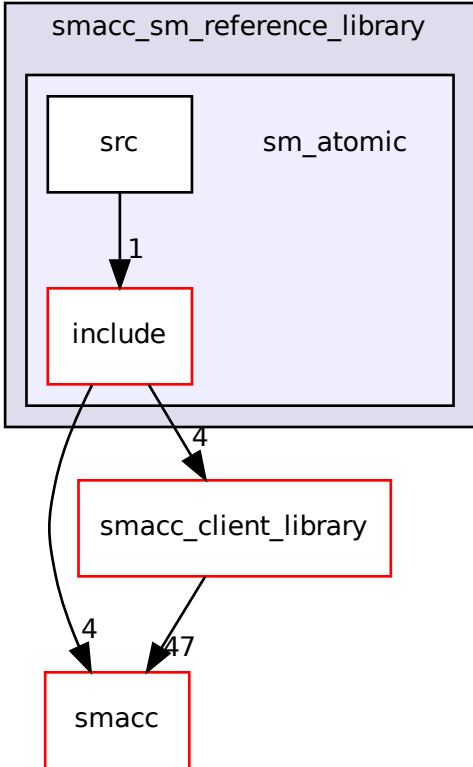 smacc_sm_reference_library
src
sm_atomic
1
include
4
smacc_client_library
4
47
smacc